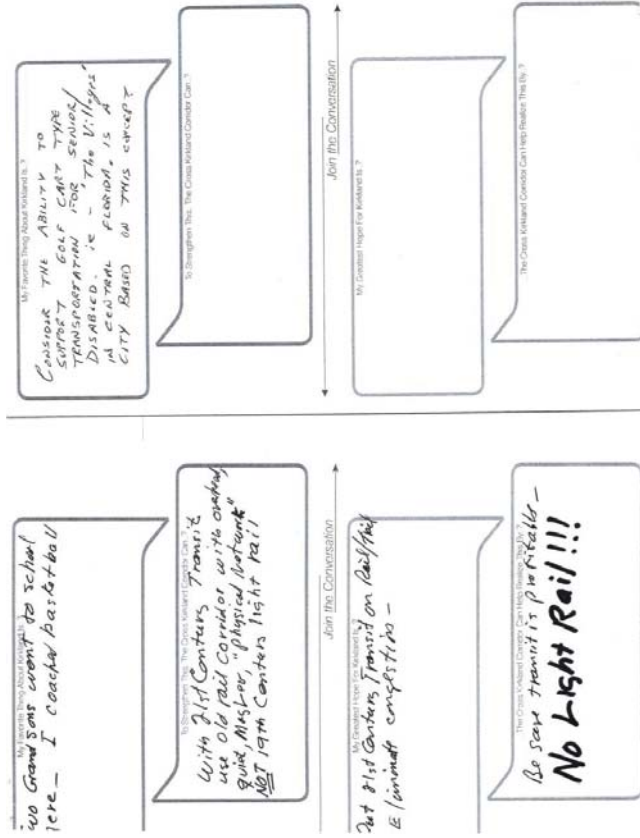 My Favorite Thing About Kirkland Is..?
CONSIDER THE ABILITY TO
SUPPORT GOLF CART TYPE
TRANSPORTATION FOR SENIOR/
DISABLED. ie - "The Villages"
IN CENTRAL FLORIDA. IS A
CITY BASED ON THIS CONCEPT
To Strengthen This, The Cross Kirkland Corridor Can..?
Join the Conversation
My Greatest Hope For Kirkland Is..?
The Cross Kirkland Corridor Can Help Realize This By..?
My Favorite Thing About Kirkland Is..?
wo Grand sons went to school
ere_ I coached basketball
To Strengthen This, The Cross Kirkland Corridor Can..?
With 21st Century Transit
use old rail corridor with overhead,
quiet, MagLev, "physical network"
NOT 19th Century light rail
Join the Conversation
My Greatest Hope For Kirkland Is..?
Put 21st Century Transit on Rail/
Eliminate congestion -
The Cross Kirkland Corridor Can Help Realize This By..?
Be sure transit is profitable -
No Light Rail!!!